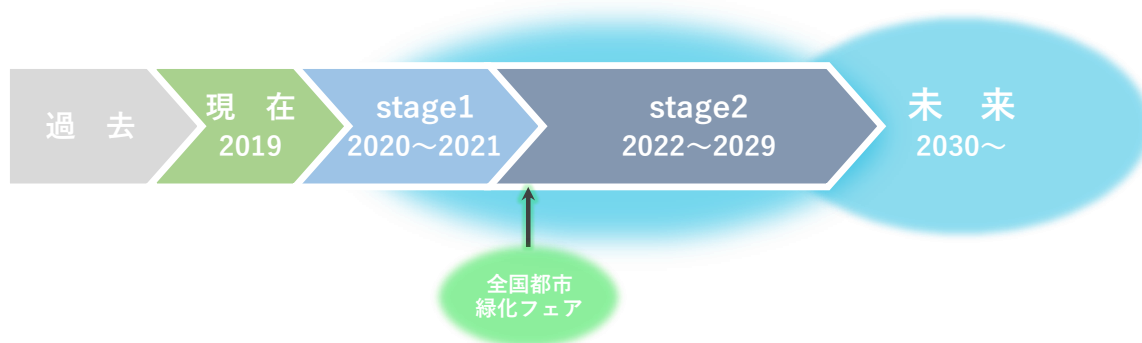 過 去
現 在
2019
stage1
2020～2021
stage2
2022～2029
未 来
2030～
全国都市
緑化フェア